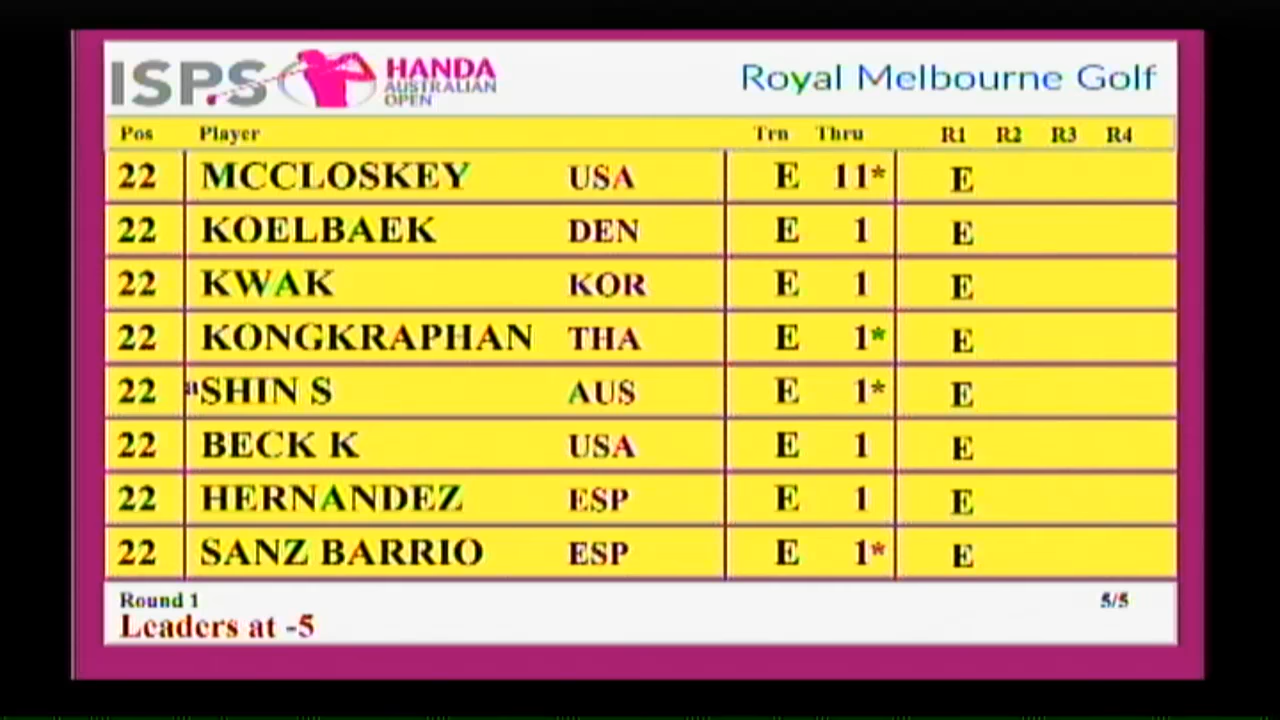 ISPS HANDA AUSTRALIAN OPEN Royal Melbourne Golf
Pos Player Trn Thru R1 R2 R3 R4
22 MCCLOSKEY USA E 11* E
22 KOELBAEK DEN E 1 E
22 KWAK KOR E 1 E
22 KONGKRAPHAN THA E 1* E
22 aSHIN S AUS E 1* E
22 BECK K USA E 1 E
22 HERNANDEZ ESP E 1 E
22 SANZ BARRIO ESP E 1* E
Round 1 5/5
Leaders at -5